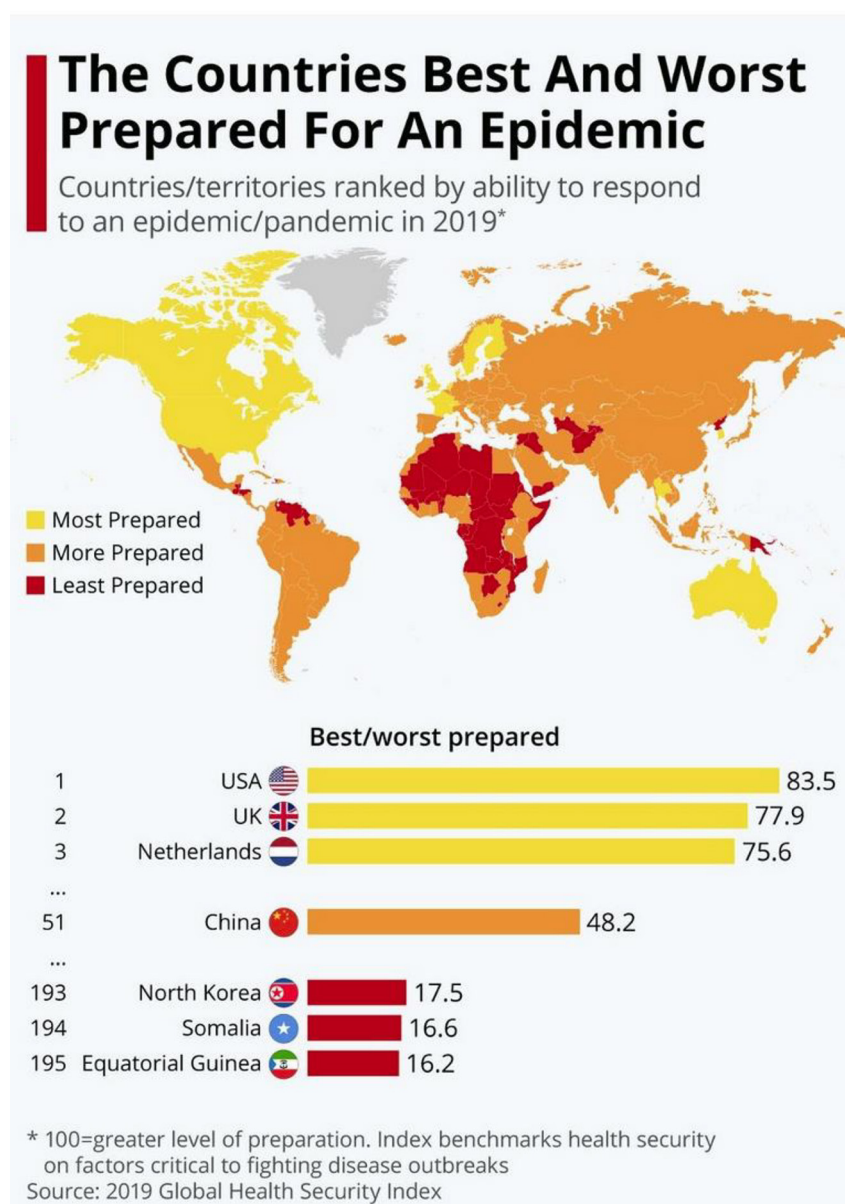 The Countries Best And Worst
Prepared For An Epidemic
Countries/territories ranked by ability to respond
to an epidemic/pandemic in 2019*
Most Prepared
More Prepared
Least Prepared
Best/worst prepared
1 USA 83.5
2 UK 77.9
3 Netherlands 75.6
...
51 China 48.2
...
193 North Korea 17.5
194 Somalia 16.6
195 Equatorial Guinea 16.2
* 100=greater level of preparation. Index benchmarks health security
on factors critical to fighting disease outbreaks
Source: 2019 Global Health Security Index